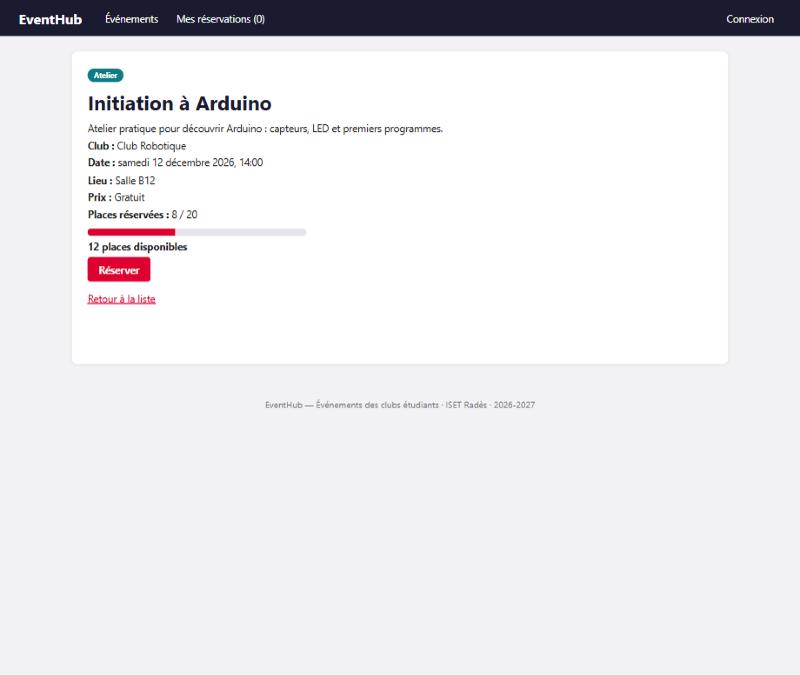 EventHub Événements Mes réservations (0) Connexion
Atelier
Initiation à Arduino
Atelier pratique pour découvrir Arduino : capteurs, LED et premiers programmes.
Club : Club Robotique
Date : samedi 12 décembre 2026, 14:00
Lieu : Salle B12
Prix : Gratuit
Places réservées : 8 / 20
12 places disponibles
Réserver
Retour à la liste
EventHub — Événements des clubs étudiants · ISET Radès · 2026-2027